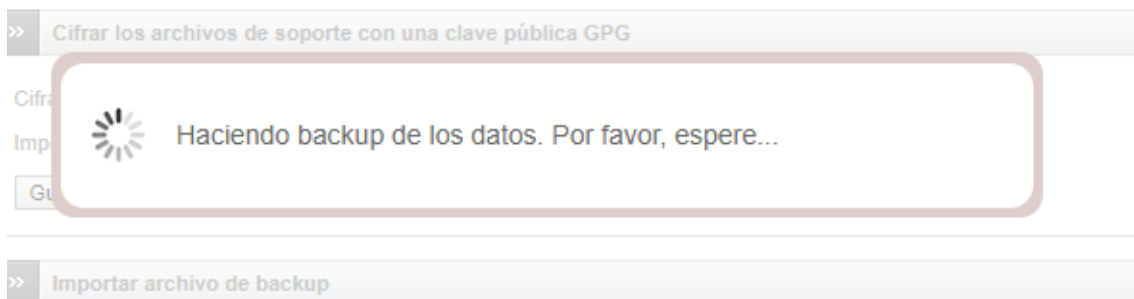 » Cifrar los archivos de soporte con una clave pública GPG
Haciendo backup de los datos. Por favor, espere...
» Importar archivo de backup